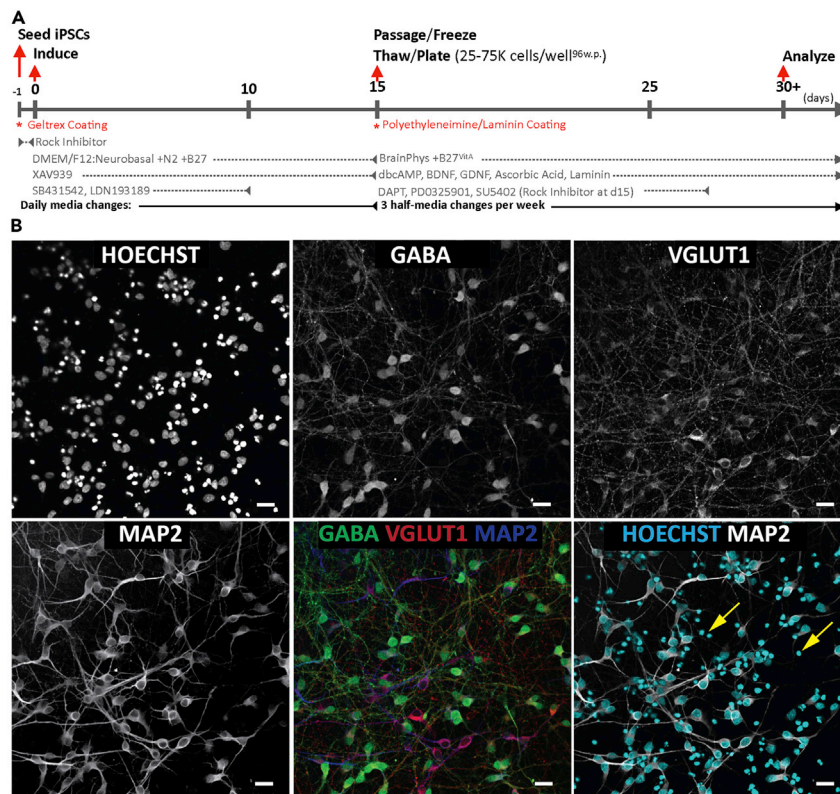 A
Seed iPSCs
Induce
Passage/Freeze
Thaw/Plate (25-75K cells/well96w.p.)
Analyze
-1 0 10 15 25 30+ (days)
* Geltrex Coating
* Polyethyleneimine/Laminin Coating
Rock Inhibitor
DMEM/F12:Neurobasal +N2 +B27
BrainPhys +B27VitA
XAV939
dbcAMP, BDNF, GDNF, Ascorbic Acid, Laminin
SB431542, LDN193189
DAPT, PD0325901, SU5402 (Rock Inhibitor at d15)
Daily media changes:
3 half-media changes per week
B
HOECHST
GABA
VGLUT1
MAP2
GABA VGLUT1 MAP2
HOECHST MAP2